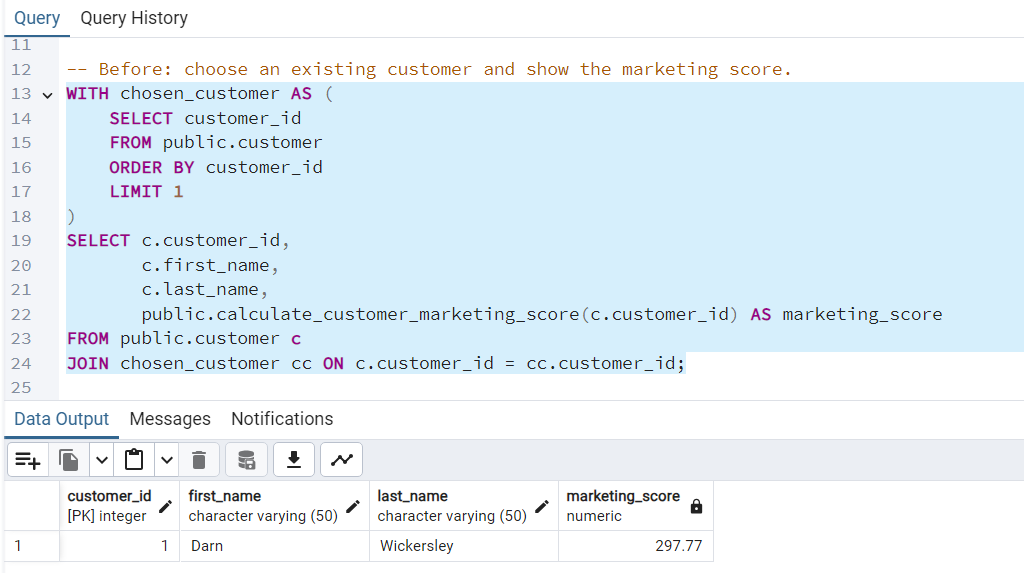 Query Query History
11
12 -- Before: choose an existing customer and show the marketing score.
13 WITH chosen_customer AS (
14 SELECT customer_id
15 FROM public.customer
16 ORDER BY customer_id
17 LIMIT 1
18 )
19 SELECT c.customer_id,
20 c.first_name,
21 c.last_name,
22 public.calculate_customer_marketing_score(c.customer_id) AS marketing_score
23 FROM public.customer c
24 JOIN chosen_customer cc ON c.customer_id = cc.customer_id;
25
Data Output Messages Notifications
customer_id first_name last_name marketing_score
[PK] integer character varying (50) character varying (50) numeric
1 1 Darn Wickersley 297.77